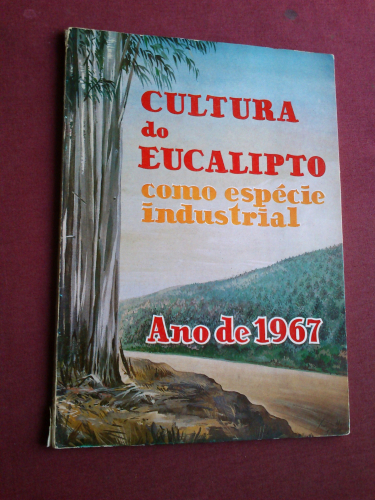 CULTURA
do
EUCALIPTO
como espécie
industrial
Ano de 1967